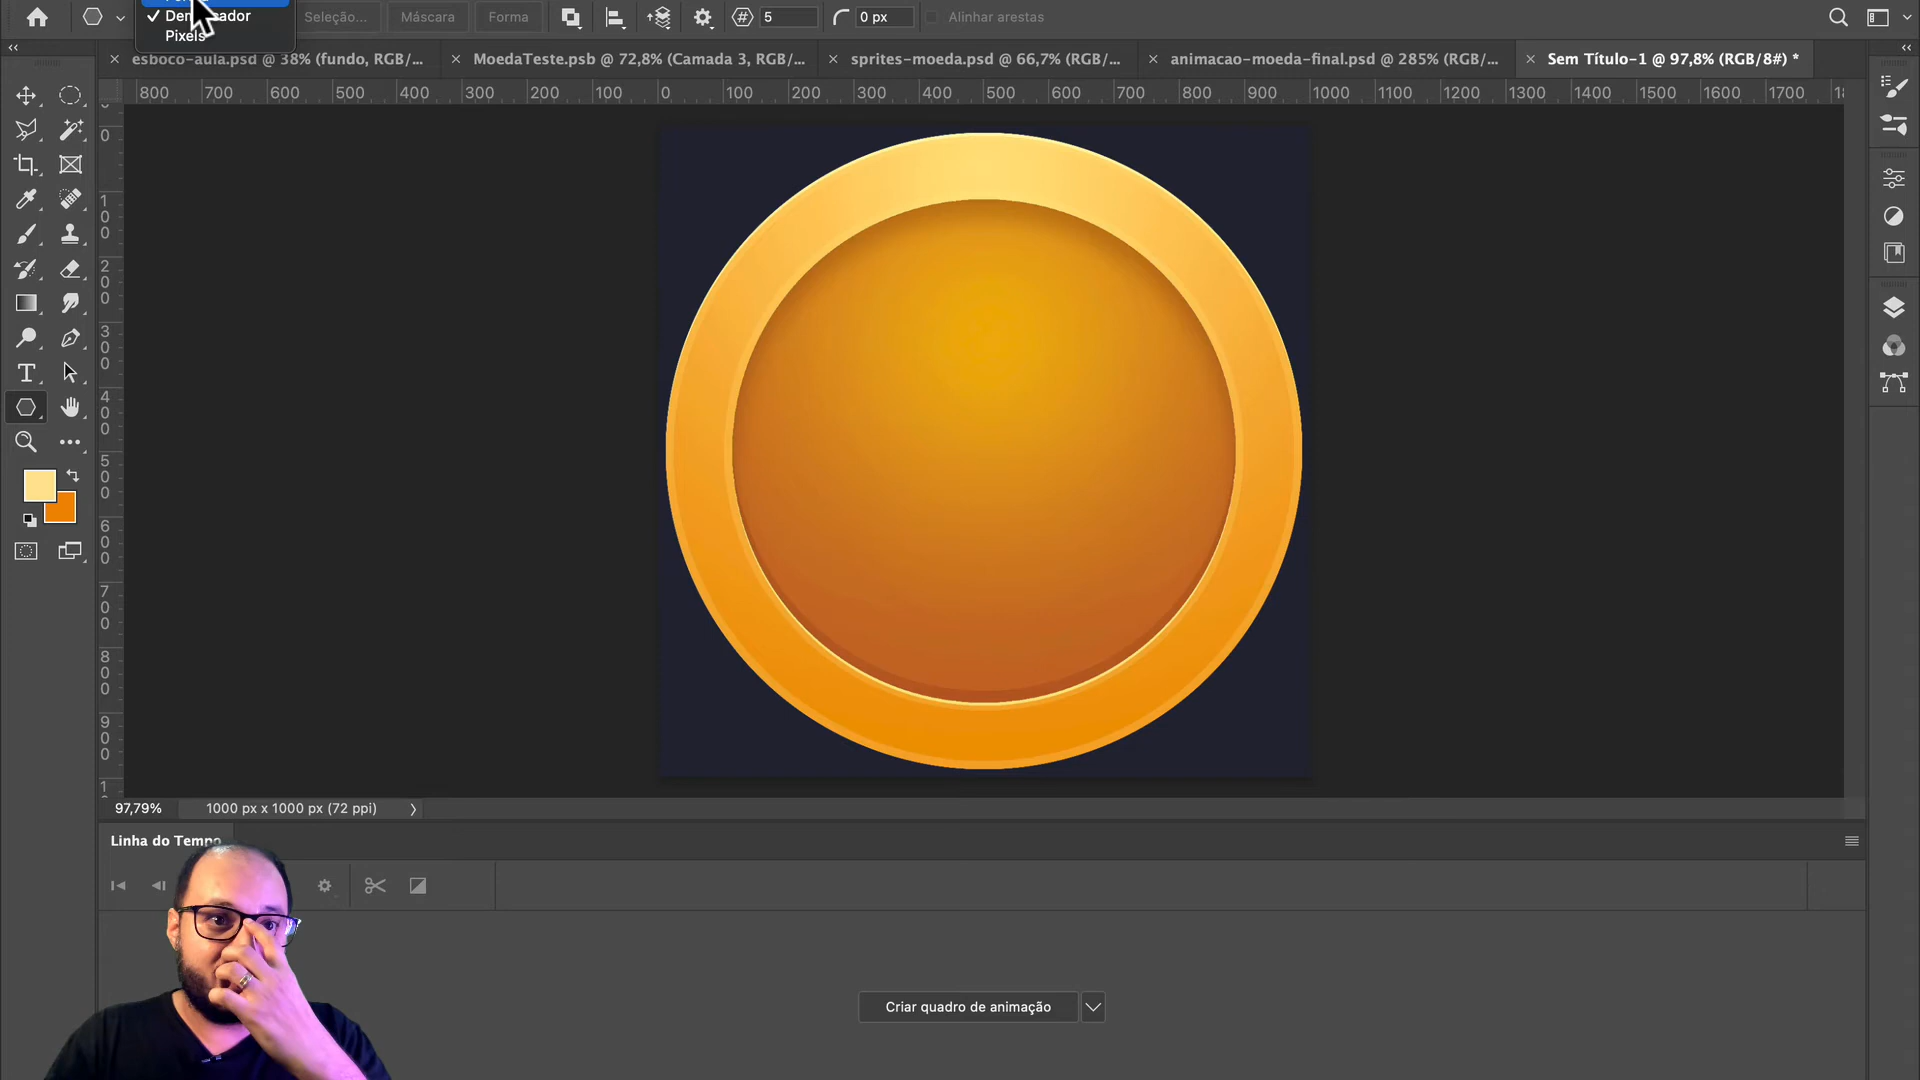 Demarcador
Pixels
Seleção...
Máscara
Forma
5
0 px
Alinhar arestas
esboco-aula.psd @ 38% (fundo, RGB/...
MoedaTeste.psb @ 72,8% (Camada 3, RGB/...
sprites-moeda.psd @ 66,7% (RGB/...
animacao-moeda-final.psd @ 285% (RGB/...
Sem Título-1 @ 97,8% (RGB/8#) *
800 700 600 500 400 300 200 100 0 100 200 300 400 500 600 700 800 900 1000 1100 1200 1300 1400 1500 1600 1700
0
100
200
300
400
500
600
700
800
900
97,79%
1000 px x 1000 px (72 ppi)
Linha do Tempo
Criar quadro de animação